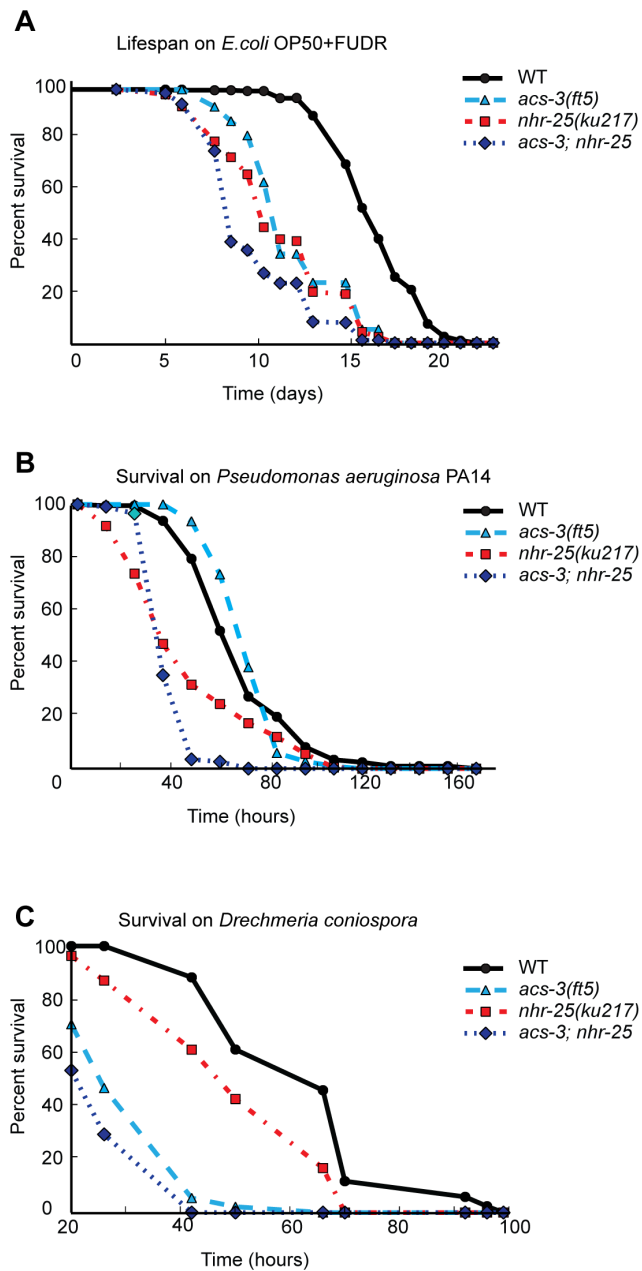 A
Lifespan on E.coli OP50+FUDR
WT
acs-3(ft5)
nhr-25(ku217)
acs-3; nhr-25
Percent survival
100
80
60
40
20
0 5 10 15 20
Time (days)
B
Survival on Pseudomonas aeruginosa PA14
WT
acs-3(ft5)
nhr-25(ku217)
acs-3; nhr-25
Percent survival
100
80
60
40
20
0 40 80 120 160
Time (hours)
C
Survival on Drechmeria coniospora
WT
acs-3(ft5)
nhr-25(ku217)
acs-3; nhr-25
Percent survival
100
80
60
40
20
0
20 40 60 80 100
Time (hours)